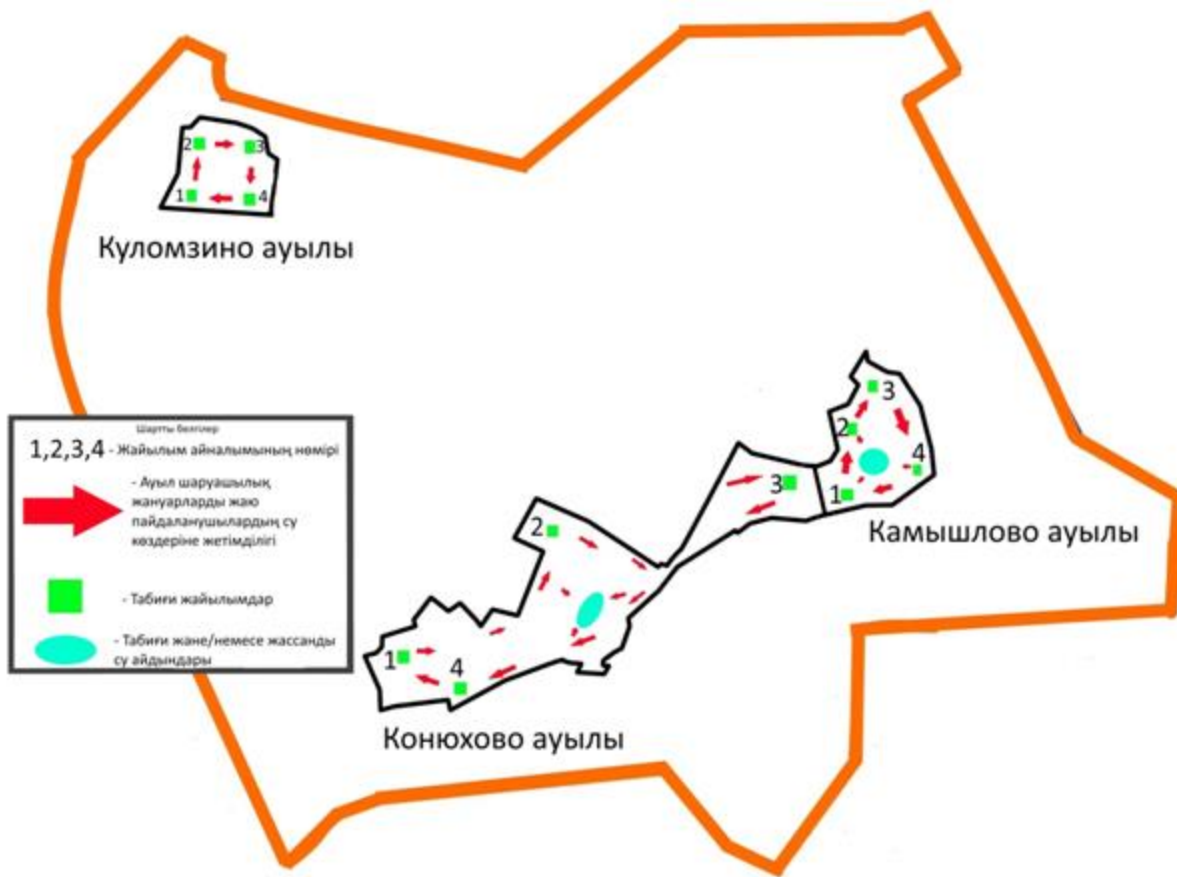 2 3
1 4
Куломзино ауылы
3
2
4
3 1
Камышлово ауылы
2
1 4
Конюхово ауылы
Шартты белгілер
1,2,3,4 - Жайылым айналымының нөмірі
- Ауыл шаруашылық
жануарларды жаю
пайдаланушылардың су
көздеріне жетімділігі
- Табиғи жайылымдар
- Табиғи жане/немесе жассанды
су айдындары